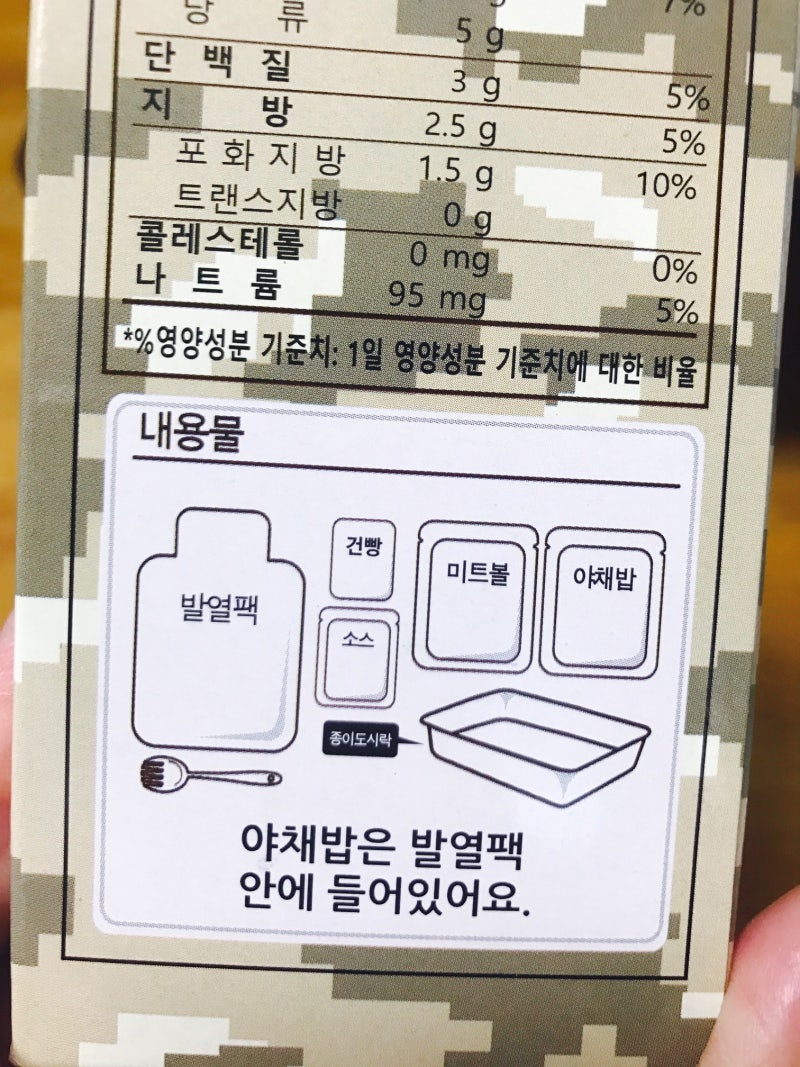 당 류 5 g
단 백 질 3 g 5%
지 방 2.5 g 5%
포 화 지 방 1.5 g 10%
트랜스지방 0 g
콜레스테롤 0 mg 0%
나 트 륨 95 mg 5%
*%영양성분 기준치: 1일 영양성분 기준치에 대한 비율
내용물
발열팩
건빵
소스
미트볼
야채밥
종이도시락
야채밥은 발열팩
안에 들어있어요.